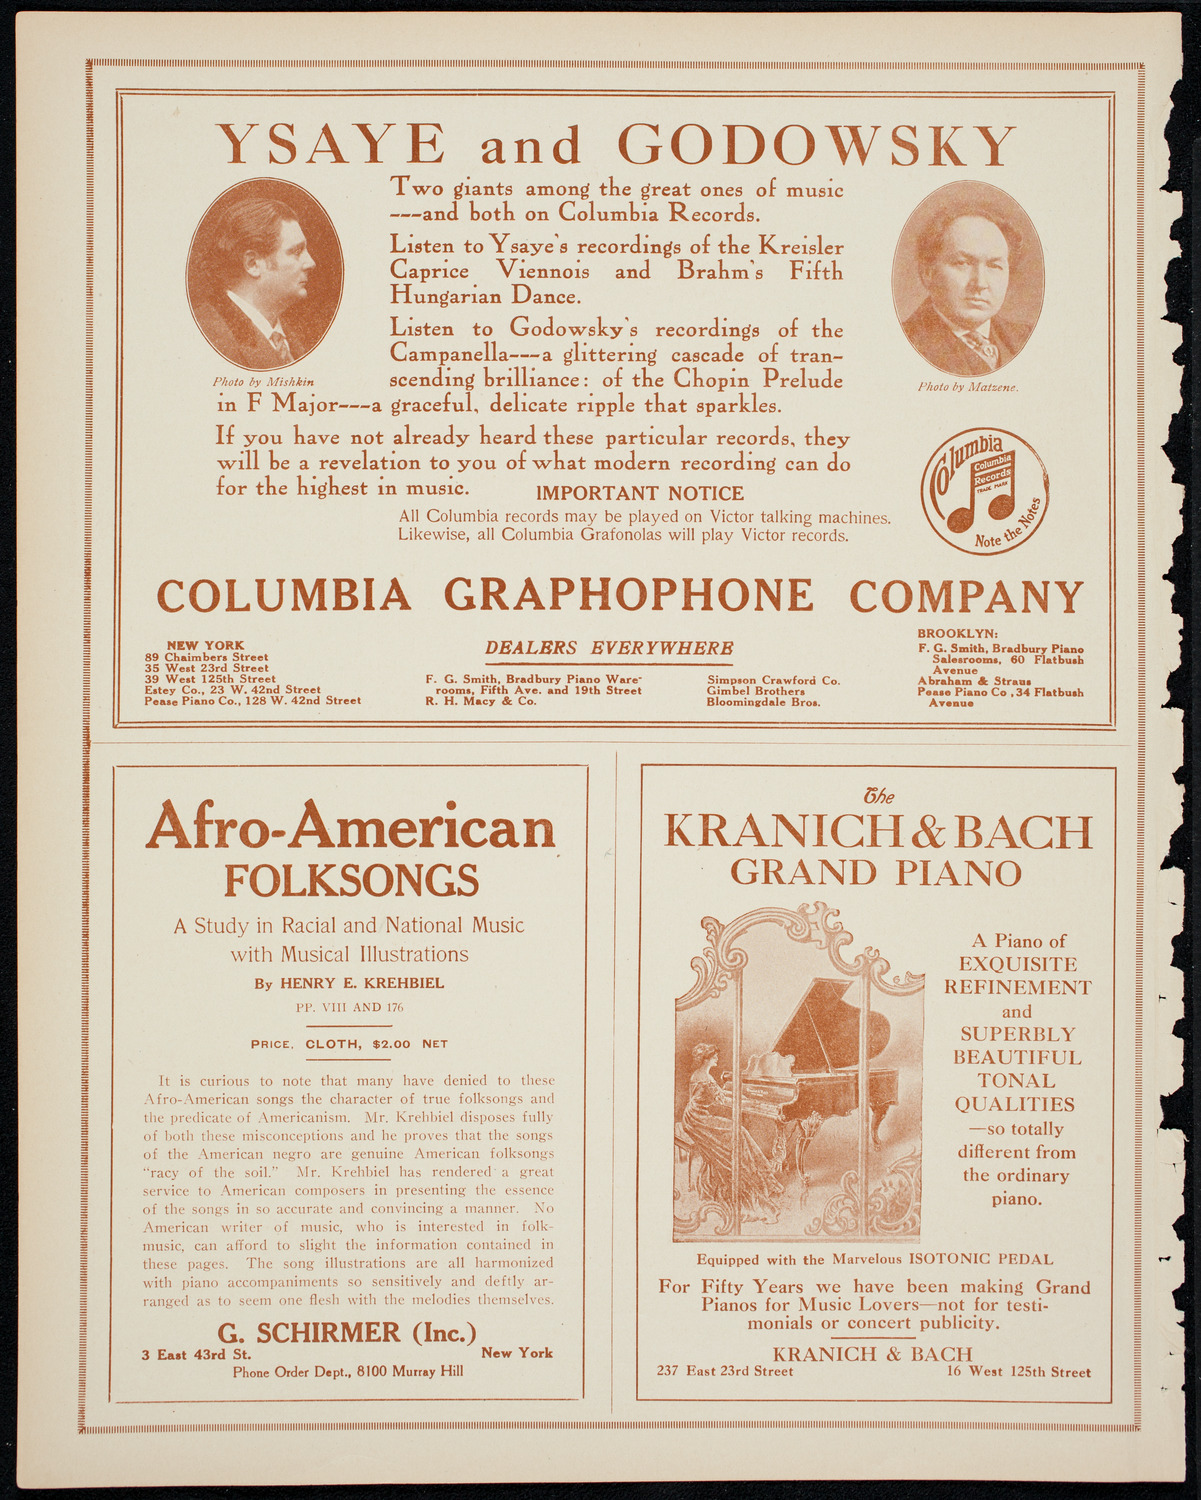 YSAYE and GODOWSKY
Two giants among the great ones of music
---and both on Columbia Records.
Listen to Ysaye's recordings of the Kreisler
Caprice Viennois and Brahm's Fifth
Hungarian Dance.
Listen to Godowsky's recordings of the
Campanella---a glittering cascade of tran-
scending brilliance: of the Chopin Prelude
in F Major---a graceful, delicate ripple that sparkles.
Photo by Mishkin
Photo by Matzene.
If you have not already heard these particular records, they
will be a revelation to you of what modern recording can do
for the highest in music.
IMPORTANT NOTICE
All Columbia records may be played on Victor talking machines.
Likewise, all Columbia Grafonolas will play Victor records.
Columbia
Columbia
Records
TRADE MARK
Note the Notes
COLUMBIA GRAPHOPHONE COMPANY
NEW YORK
89 Chaimbers Street
35 West 23rd Street
39 West 125th Street
Estey Co., 23 W. 42nd Street
Pease Piano Co., 128 W. 42nd Street
DEALERS EVERYWHERE
F. G. Smith, Bradbury Piano Ware-
rooms, Fifth Ave. and 19th Street
R. H. Macy & Co.
Simpson Crawford Co.
Gimbel Brothers
Bloomingdale Bros.
BROOKLYN:
F. G. Smith, Bradbury Piano
Salesrooms, 60 Flatbush
Avenue
Abraham & Straus
Pease Piano Co , 34 Flatbush
Avenue
Afro-American
FOLKSONGS
A Study in Racial and National Music
with Musical Illustrations
By HENRY E. KREHBIEL
PP. VIII AND 176
PRICE, CLOTH, $2.00 NET
It is curious to note that many have denied to these
Afro-American songs the character of true folksongs and
the predicate of Americanism. Mr. Krehbiel disposes fully
of both these misconceptions and he proves that the songs
of the American negro are genuine American folksongs
"racy of the soil." Mr. Krehbiel has rendered a great
service to American composers in presenting the essence
of the songs in so accurate and convincing a manner. No
American writer of music, who is interested in folk-
music, can afford to slight the information contained in
these pages. The song illustrations are all harmonized
with piano accompaniments so sensitively and deftly ar-
ranged as to seem one flesh with the melodies themselves.
G. SCHIRMER (Inc.)
3 East 43rd St. New York
Phone Order Dept., 8100 Murray Hill
The
KRANICH & BACH
GRAND PIANO
A Piano of
EXQUISITE
REFINEMENT
and
SUPERBLY
BEAUTIFUL
TONAL
QUALITIES
—so totally
different from
the ordinary
piano.
Equipped with the Marvelous ISOTONIC PEDAL
For Fifty Years we have been making Grand
Pianos for Music Lovers—not for testi-
monials or concert publicity.
KRANICH & BACH
237 East 23rd Street 16 West 125th Street